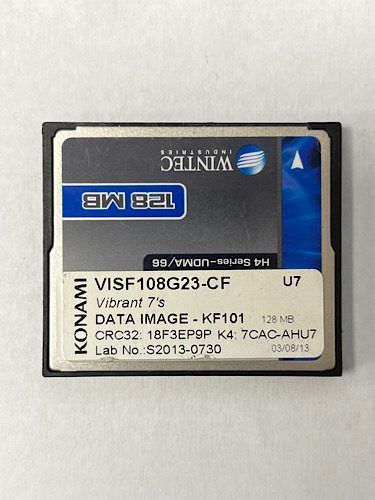 WINTEC
INDUSTRIES
128 MB
H4 Series-UDMA/66
KONAMI
VISF108G23-CF U7
Vibrant 7's
DATA IMAGE - KF101 128 MB
CRC32: 18F3EP9P K4: 7CAC-AHU7
Lab No.:S2013-0730 03/08/13